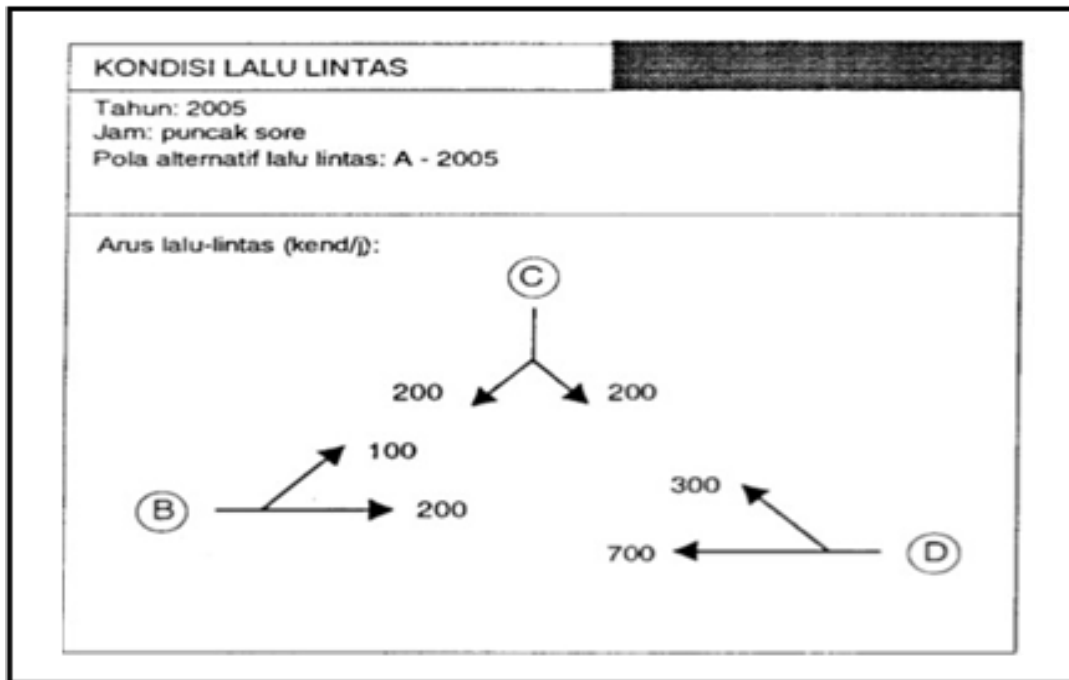 KONDISI LALU LINTAS
Tahun: 2005
Jam: puncak sore
Pola alternatif lalu lintas: A - 2005
Arus lalu-lintas (kend/j):
C
200
200
100
B
200
300
700
D